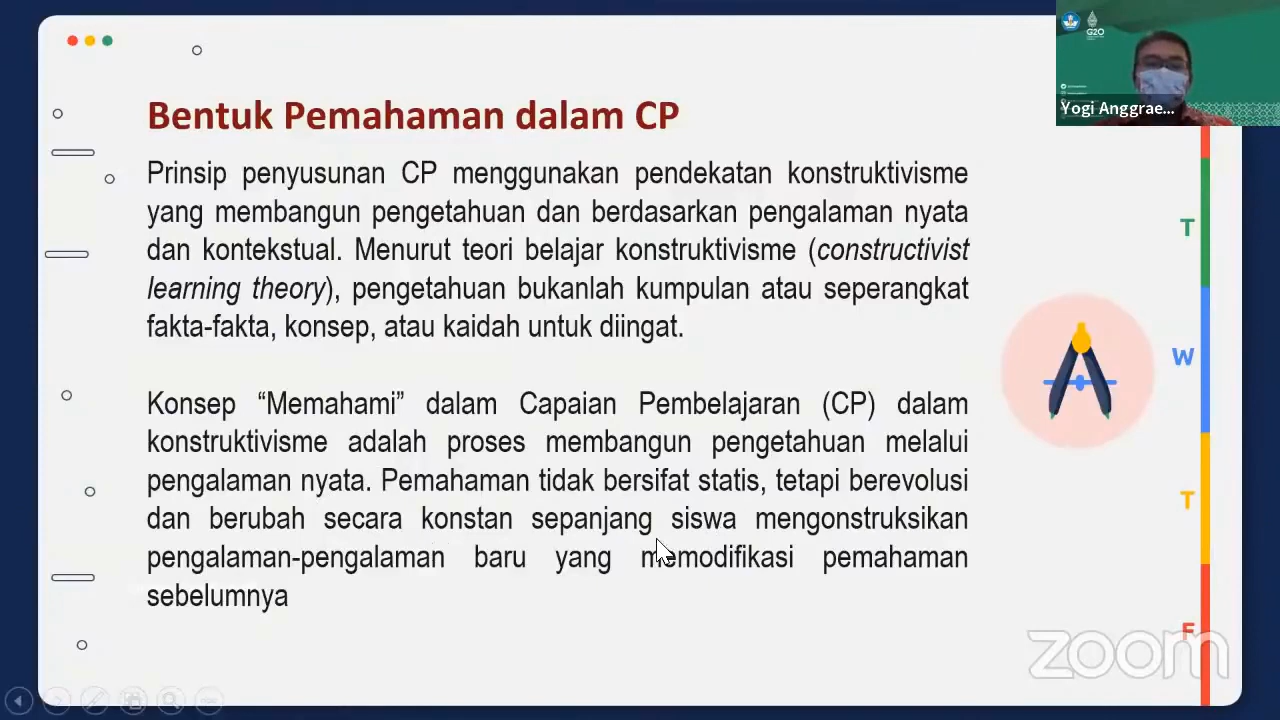 Bentuk Pemahaman dalam CP
Prinsip penyusunan CP menggunakan pendekatan konstruktivisme
yang membangun pengetahuan dan berdasarkan pengalaman nyata
dan kontekstual. Menurut teori belajar konstruktivisme (constructivist
learning theory), pengetahuan bukanlah kumpulan atau seperangkat
fakta-fakta, konsep, atau kaidah untuk diingat.
Konsep “Memahami” dalam Capaian Pembelajaran (CP) dalam
konstruktivisme adalah proses membangun pengetahuan melalui
pengalaman nyata. Pemahaman tidak bersifat statis, tetapi berevolusi
dan berubah secara konstan sepanjang siswa mengonstruksikan
pengalaman-pengalaman baru yang memodifikasi pemahaman
sebelumnya
G20
Yogi Anggrae...
T
W
T
F
zoom